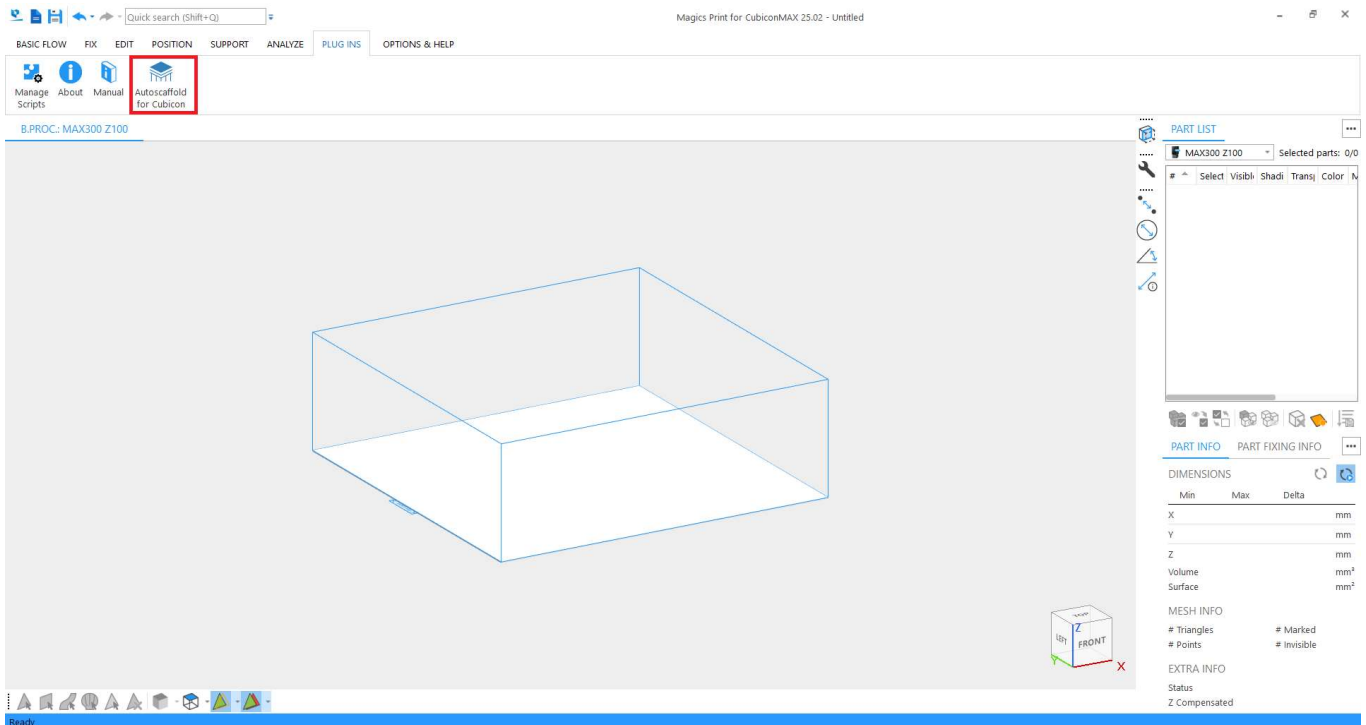 Quick search (Shift+Q)
Magics Print for CubiconMAX 25.02 - Untitled
BASIC FLOW FIX EDIT POSITION SUPPORT ANALYZE PLUG INS OPTIONS & HELP
Manage Scripts
About
Manual
Autoscaffold for Cubicon
B.PROC.: MAX300 Z100
PART LIST
MAX300 Z100 Selected parts: 0/0
# Select Visibl Shadi Trans Color
PART INFO PART FIXING INFO
DIMENSIONS
Min Max Delta
X mm
Y mm
Z mm
Volume mm³
Surface mm²
MESH INFO
# Triangles # Marked
# Points # Invisible
EXTRA INFO
Status
Z Compensated
TOP
LEFT FRONT
Z
Y
X
Ready